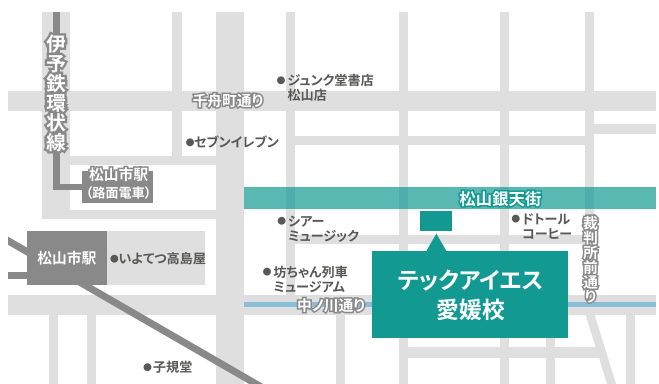 伊予鉄環状線
●ジュンク堂書店
松山店
千舟町通り
●セブンイレブン
松山市駅
（路面電車）
松山銀天街
●シアー
ミュージック
●ドトール
コーヒー
裁判所前通り
松山市駅
●いよてつ高島屋
●坊ちゃん列車
ミュージアム
テックアイエス
愛媛校
中ノ川通り
●子規堂